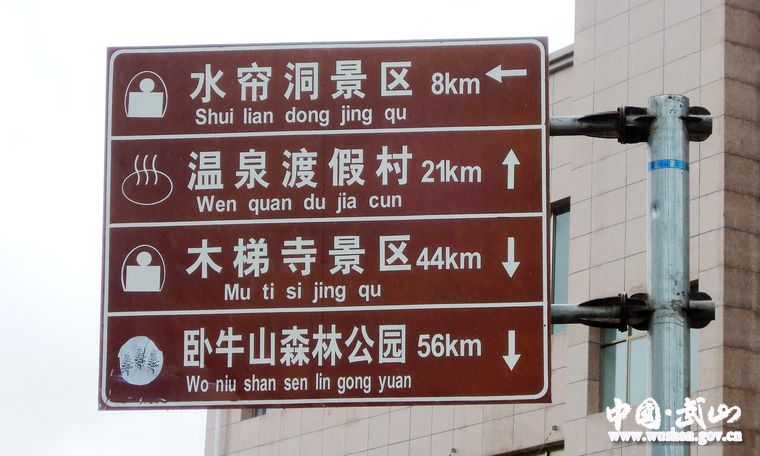 水帘洞景区 8km ←
Shui lian dong jing qu
温泉渡假村 21km ↑
Wen quan du jia cun
木梯寺景区 44km ↓
Mu ti si jing qu
卧牛山森林公园 56km ↓
Wo niu shan sen lin gong yuan
中国·武山
www.wushan.gov.cn